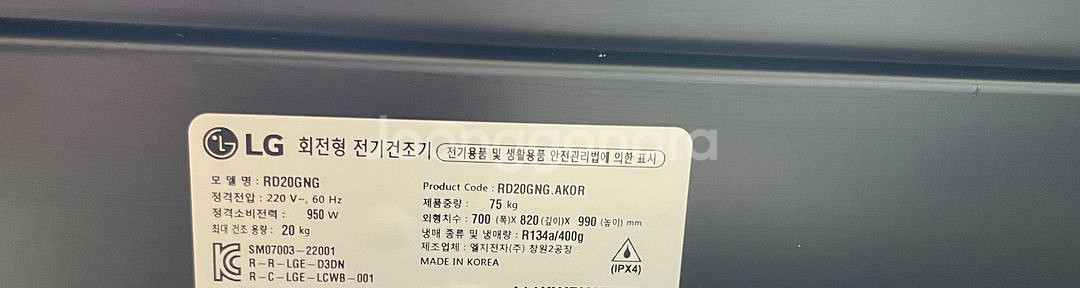 LG 회전형 전기건조기 전기용품 및 생활용품 안전관리법에 의한 표시
모 델 명 : RD20GNG
정격전압 : 220 V~, 60 Hz
정격소비전력 : 950 W
최대 건조 용량 : 20 kg
SM07003-22001
R-R-LGE-D3DN
R-C-LGE-LCWB-001
Product Code : RD20GNG.AKOR
제품중량 : 75 kg
외형치수 : 700 (폭)X 820 (깊이)X 990 (높이) mm
냉매 종류 및 냉매량 : R134a/400g
제조업체 : 엘지전자(주) 창원2공장
MADE IN KOREA
(IPX4)
Joonggonara